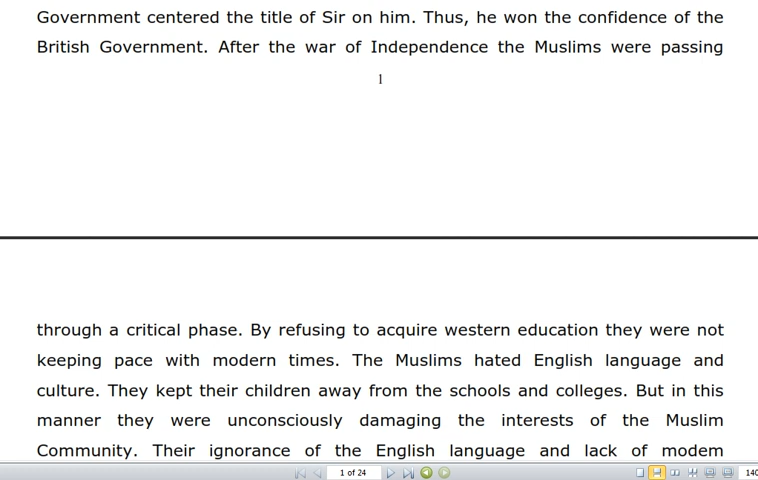 Government centered the title of Sir on him. Thus, he won the confidence of the
British Government. After the war of Independence the Muslims were passing
1
through a critical phase. By refusing to acquire western education they were not
keeping pace with modern times. The Muslims hated English language and
culture. They kept their children away from the schools and colleges. But in this
manner they were unconsciously damaging the interests of the Muslim
Community. Their ignorance of the English language and lack of modem
1 of 24
140